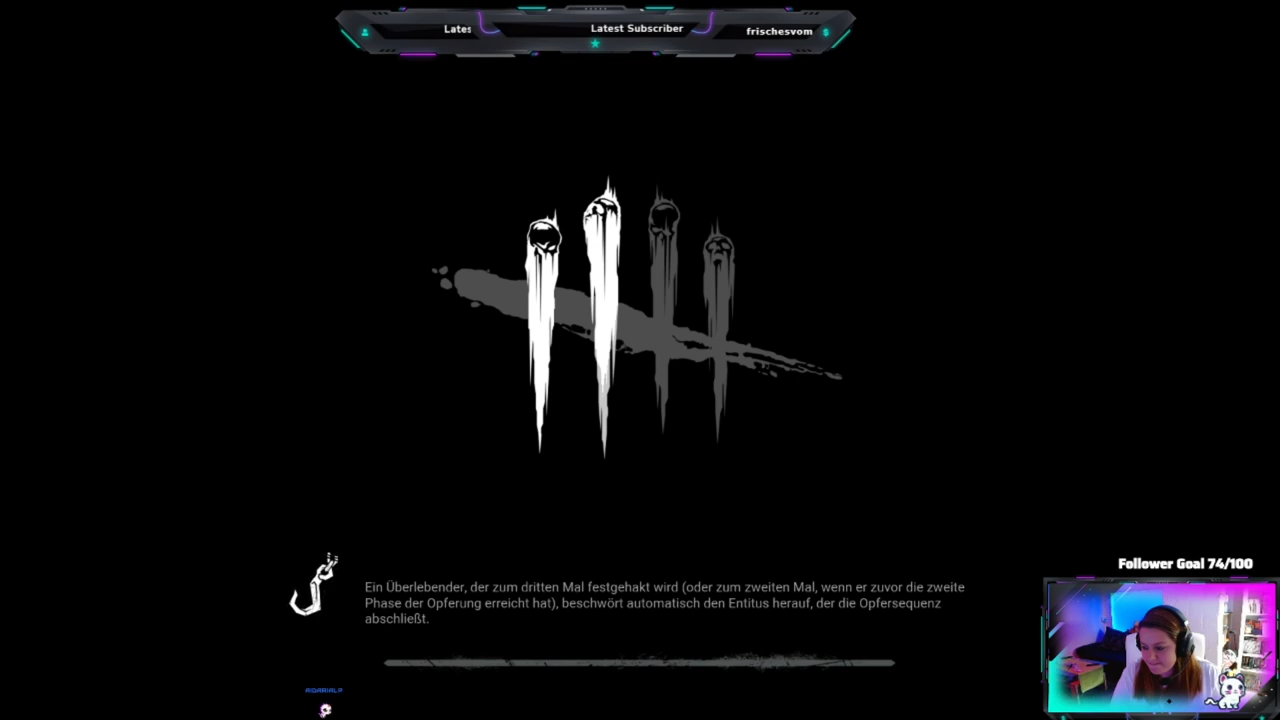 Lates
Latest Subscriber
frischesvom
Ein Überlebender, der zum dritten Mal festgehakt wird (oder zum zweiten Mal, wenn er zuvor die zweite
Phase der Opferung erreicht hat), beschwört automatisch den Entitus herauf, der die Opfersequenz
abschließt.
Follower Goal 74/100